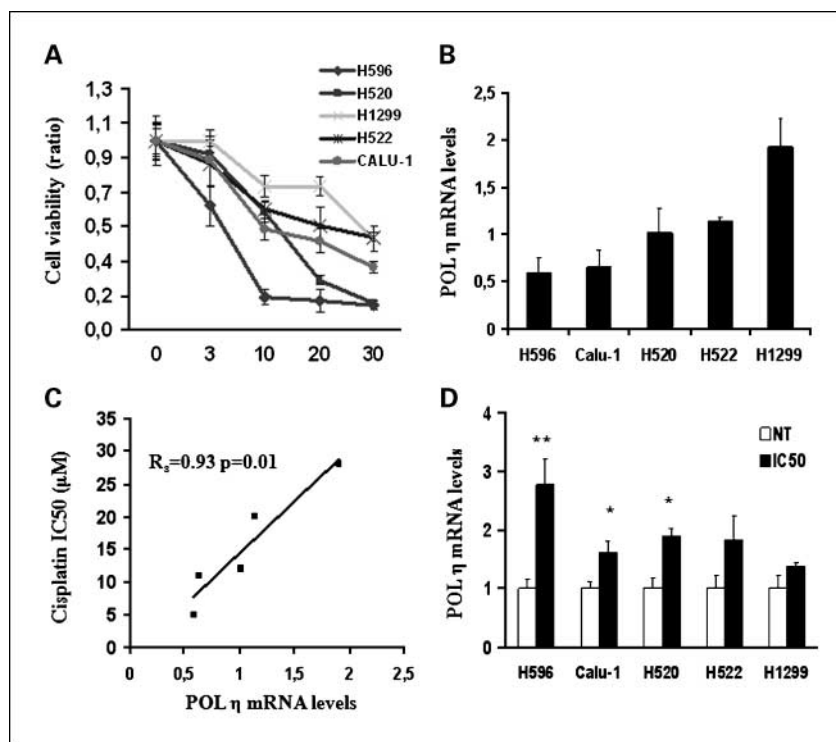 A
H596
H520
H1299
H522
CALU-1
Cell viability (ratio)
1,3
1,1
0,9
0,7
0,5
0,4
0,2
0,0
0 3 10 20 30
B
POL η mRNA levels
2,5
2
1,5
1
0,5
0
H596 Calu-1 H520 H522 H1299
C
Cisplatin IC50 (µM)
35
30
25
20
15
10
5
0
Rs=0.93 p=0.01
0 0,5 1 1,5 2 2,5
POL η mRNA levels
D
NT
IC50
POL η mRNA levels
4
3
2
1
0
** * *
H596 Calu-1 H520 H522 H1299